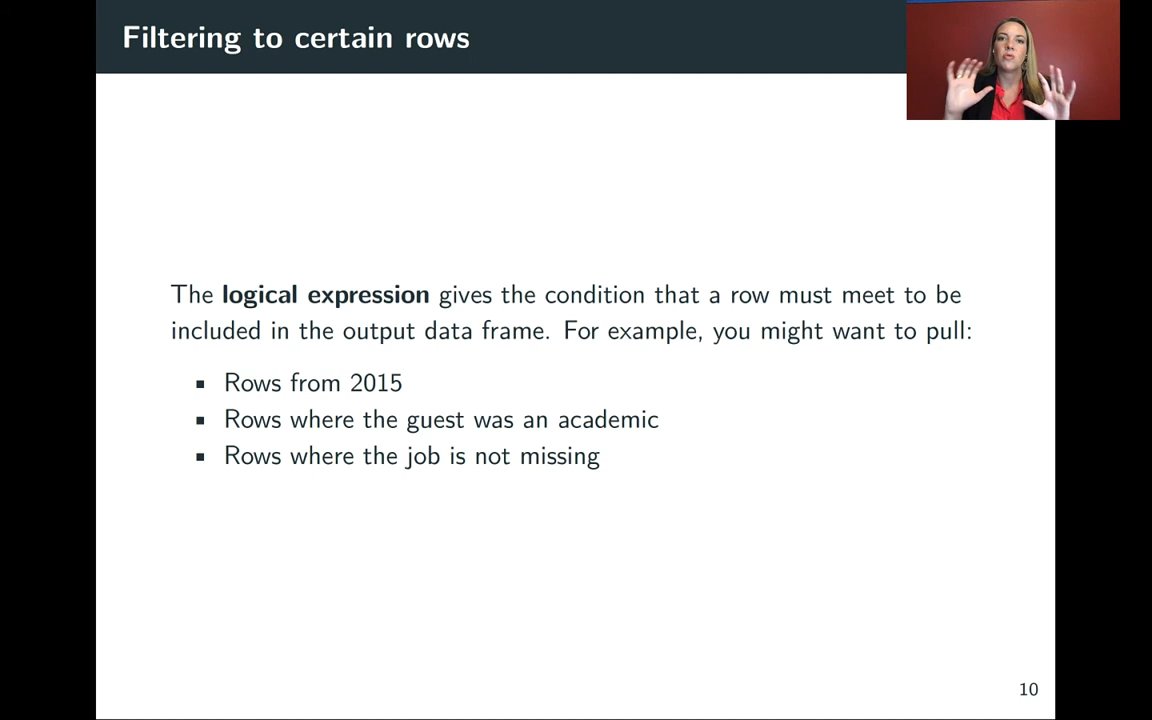 Filtering to certain rows
The logical expression gives the condition that a row must meet to be
included in the output data frame. For example, you might want to pull:
▪ Rows from 2015
▪ Rows where the guest was an academic
▪ Rows where the job is not missing
10